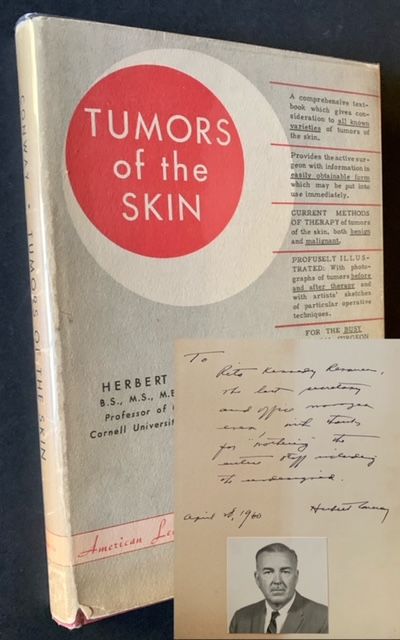 CONWAY • TUMORS OF THE SKIN
TUMORS
of the
SKIN
A comprehensive text-
book which gives con-
sideration to all known
varieties of tumors of
the skin.
Provides the active sur-
geon with information in
easily obtainable form
which may be put into
use immediately.
CURRENT METHODS
OF THERAPY of tumors
of the skin, both benign
and malignant.
PROFUSELY ILLUS-
TRATED: With photo-
graphs of tumors before
and after therapy and
with artists' sketches
of particular operative
techniques.
FOR THE BUSY
SURGEON
HERBERT
B.S., M.S., M.
Professor of
Cornell Universit
American Le
To
Rita Kennedy
The best secretary
and office manager
ever, with thanks
for "mothering" the
entire staff including
the undersigned.
April 1960 Herbert Conway